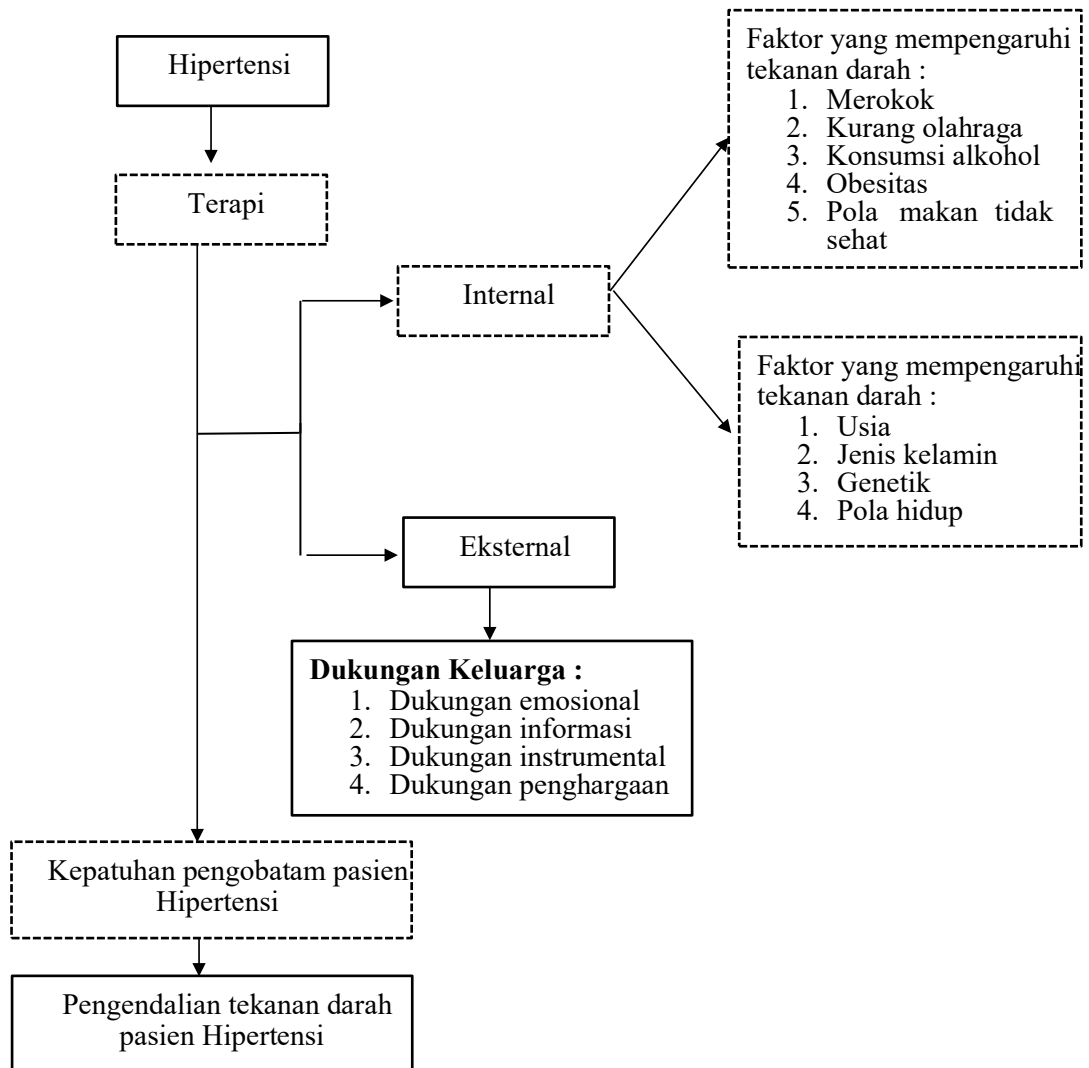 Hipertensi
Terapi
Internal
Faktor yang mempengaruhi
tekanan darah :
1. Merokok
2. Kurang olahraga
3. Konsumsi alkohol
4. Obesitas
5. Pola makan tidak
sehat
Faktor yang mempengaruhi
tekanan darah :
1. Usia
2. Jenis kelamin
3. Genetik
4. Pola hidup
Eksternal
Dukungan Keluarga :
1. Dukungan emosional
2. Dukungan informasi
3. Dukungan instrumental
4. Dukungan penghargaan
Kepatuhan pengobatam pasien
Hipertensi
Pengendalian tekanan darah
pasien Hipertensi